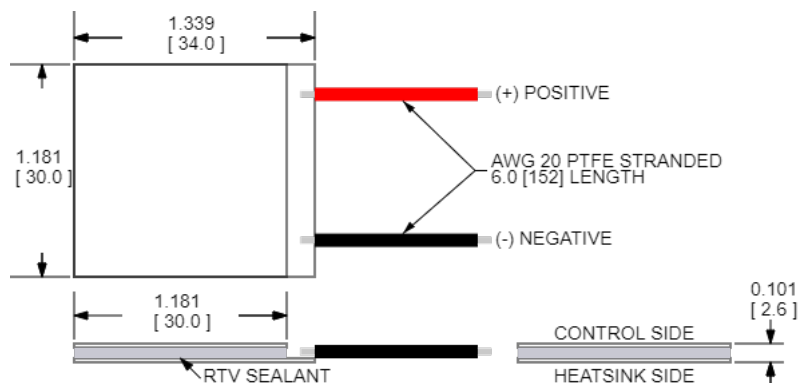 1.339
[ 34.0 ]
(+) POSITIVE
1.181
[ 30.0 ]
AWG 20 PTFE STRANDED
6.0 [152] LENGTH
(-) NEGATIVE
1.181
[ 30.0 ]
0.101
[ 2.6 ]
CONTROL SIDE
RTV SEALANT
HEATSINK SIDE